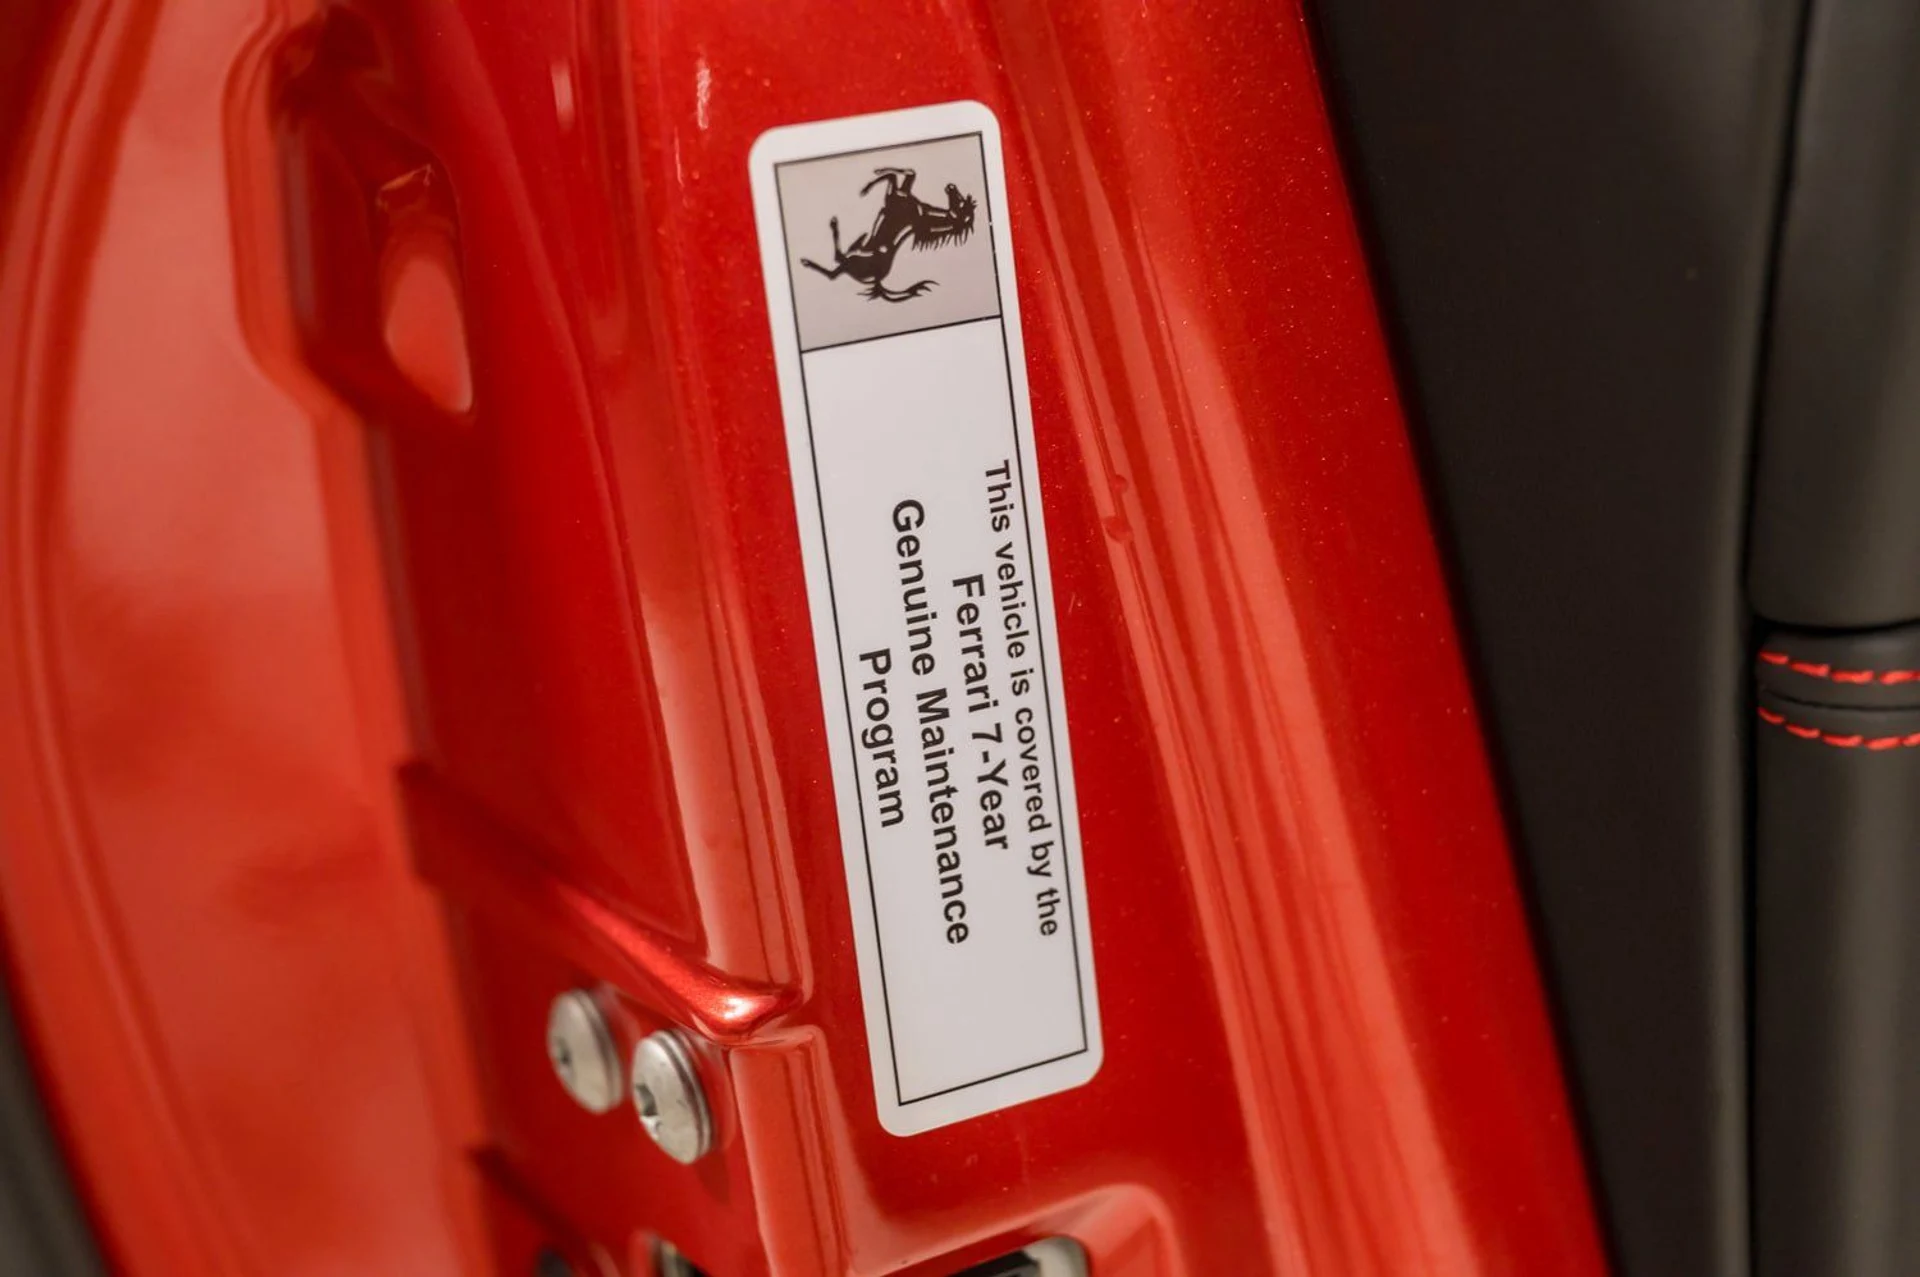 This vehicle is covered by the
Ferrari 7-Year
Genuine Maintenance
Program